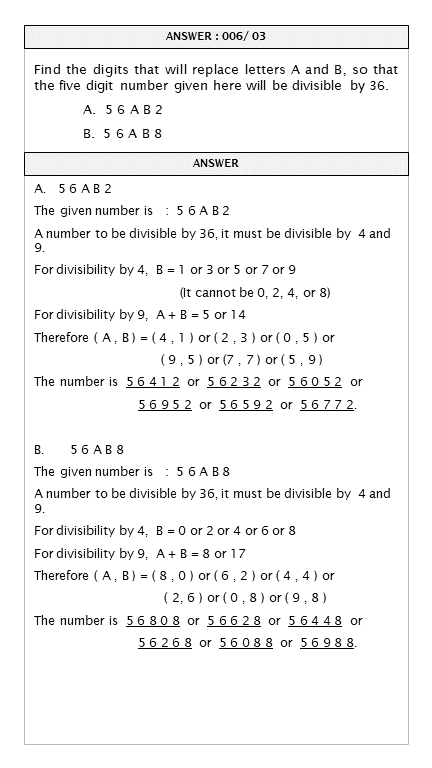 ANSWER : 006/ 03
Find the digits that will replace letters A and B, so that
the five digit number given here will be divisible by 36.
A. 5 6 A B 2
B. 5 6 A B 8
ANSWER
A. 5 6 A B 2
The given number is : 5 6 A B 2
A number to be divisible by 36, it must be divisible by 4 and
9.
For divisibility by 4, B = 1 or 3 or 5 or 7 or 9
(It cannot be 0, 2, 4, or 8)
For divisibility by 9, A + B = 5 or 14
Therefore ( A , B ) = ( 4 , 1 ) or ( 2 , 3 ) or ( 0 , 5 ) or
( 9 , 5 ) or (7 , 7 ) or ( 5 , 9 )
The number is 5 6 4 1 2 or 5 6 2 3 2 or 5 6 0 5 2 or
5 6 9 5 2 or 5 6 5 9 2 or 5 6 7 7 2.
B. 5 6 A B 8
The given number is : 5 6 A B 8
A number to be divisible by 36, it must be divisible by 4 and
9.
For divisibility by 4, B = 0 or 2 or 4 or 6 or 8
For divisibility by 9, A + B = 8 or 17
Therefore ( A , B ) = ( 8 , 0 ) or ( 6 , 2 ) or ( 4 , 4 ) or
( 2, 6 ) or ( 0 , 8 ) or ( 9 , 8 )
The number is 5 6 8 0 8 or 5 6 6 2 8 or 5 6 4 4 8 or
5 6 2 6 8 or 5 6 0 8 8 or 5 6 9 8 8.